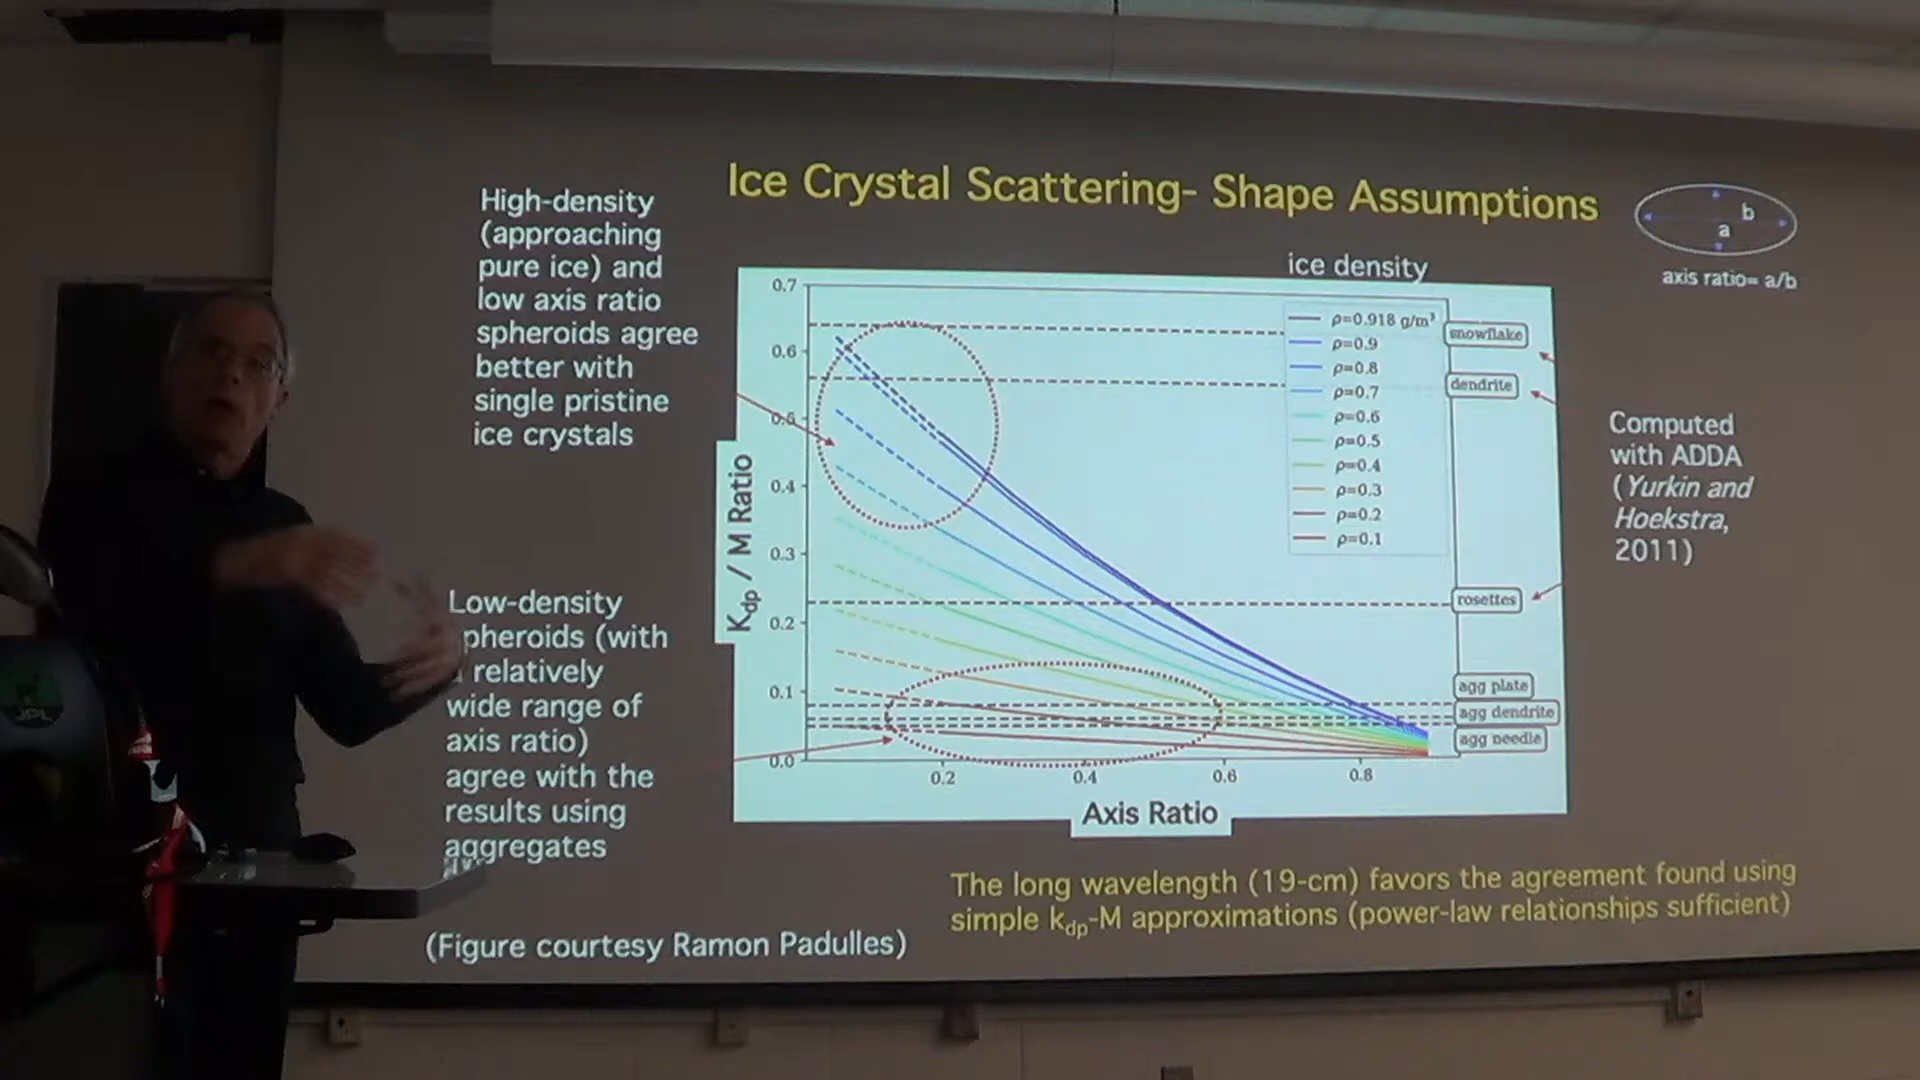 Ice Crystal Scattering- Shape Assumptions
High-density
(approaching
pure ice) and
low axis ratio
spheroids agree
better with
single pristine
ice crystals
Low-density
pheroids (with
relatively
wide range of
axis ratio)
agree with the
results using
aggregates
b
a
axis ratio= a/b
ice density
ρ=0.918 g/m³
ρ=0.9
ρ=0.8
ρ=0.7
ρ=0.6
ρ=0.5
ρ=0.4
ρ=0.3
ρ=0.2
ρ=0.1
snowflake
dendrite
rosettes
agg plate
agg dendrite
agg needle
Kdp / M Ratio
0.7
0.6
0.5
0.4
0.3
0.2
0.1
0.0
0.2 0.4 0.6 0.8
Axis Ratio
Computed
with ADDA
(Yurkin and
Hoekstra,
2011)
The long wavelength (19-cm) favors the agreement found using
simple kdp-M approximations (power-law relationships sufficient)
(Figure courtesy Ramon Padulles)
JPL